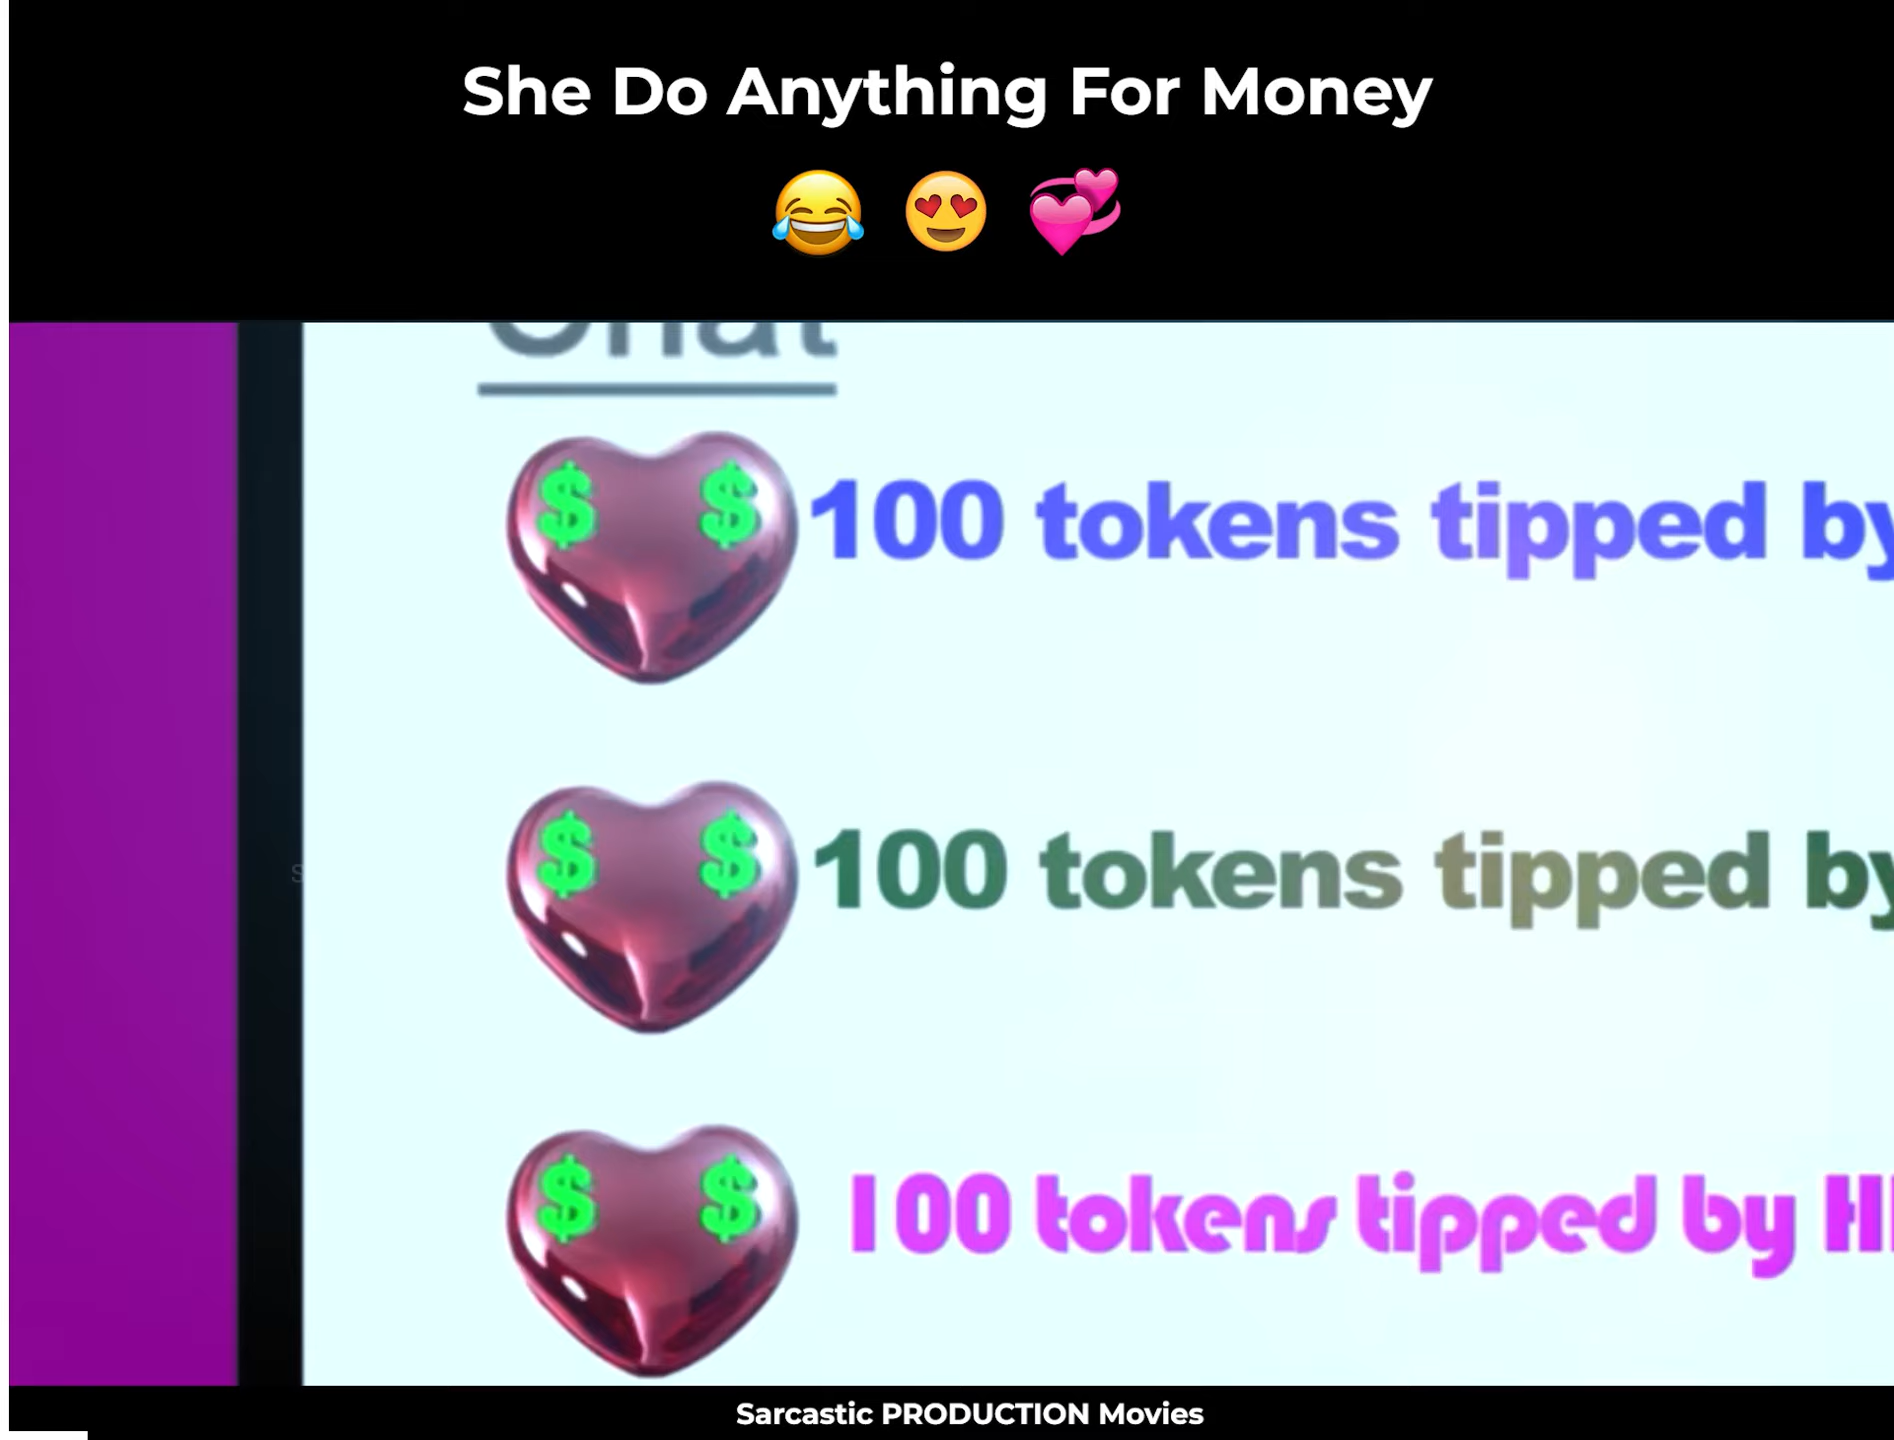 She Do Anything For Money
😂 😍 💞
Chat
$ $ 100 tokens tipped by
$ $ 100 tokens tipped by
$ $ 100 tokens tipped by
Sarcastic PRODUCTION Movies